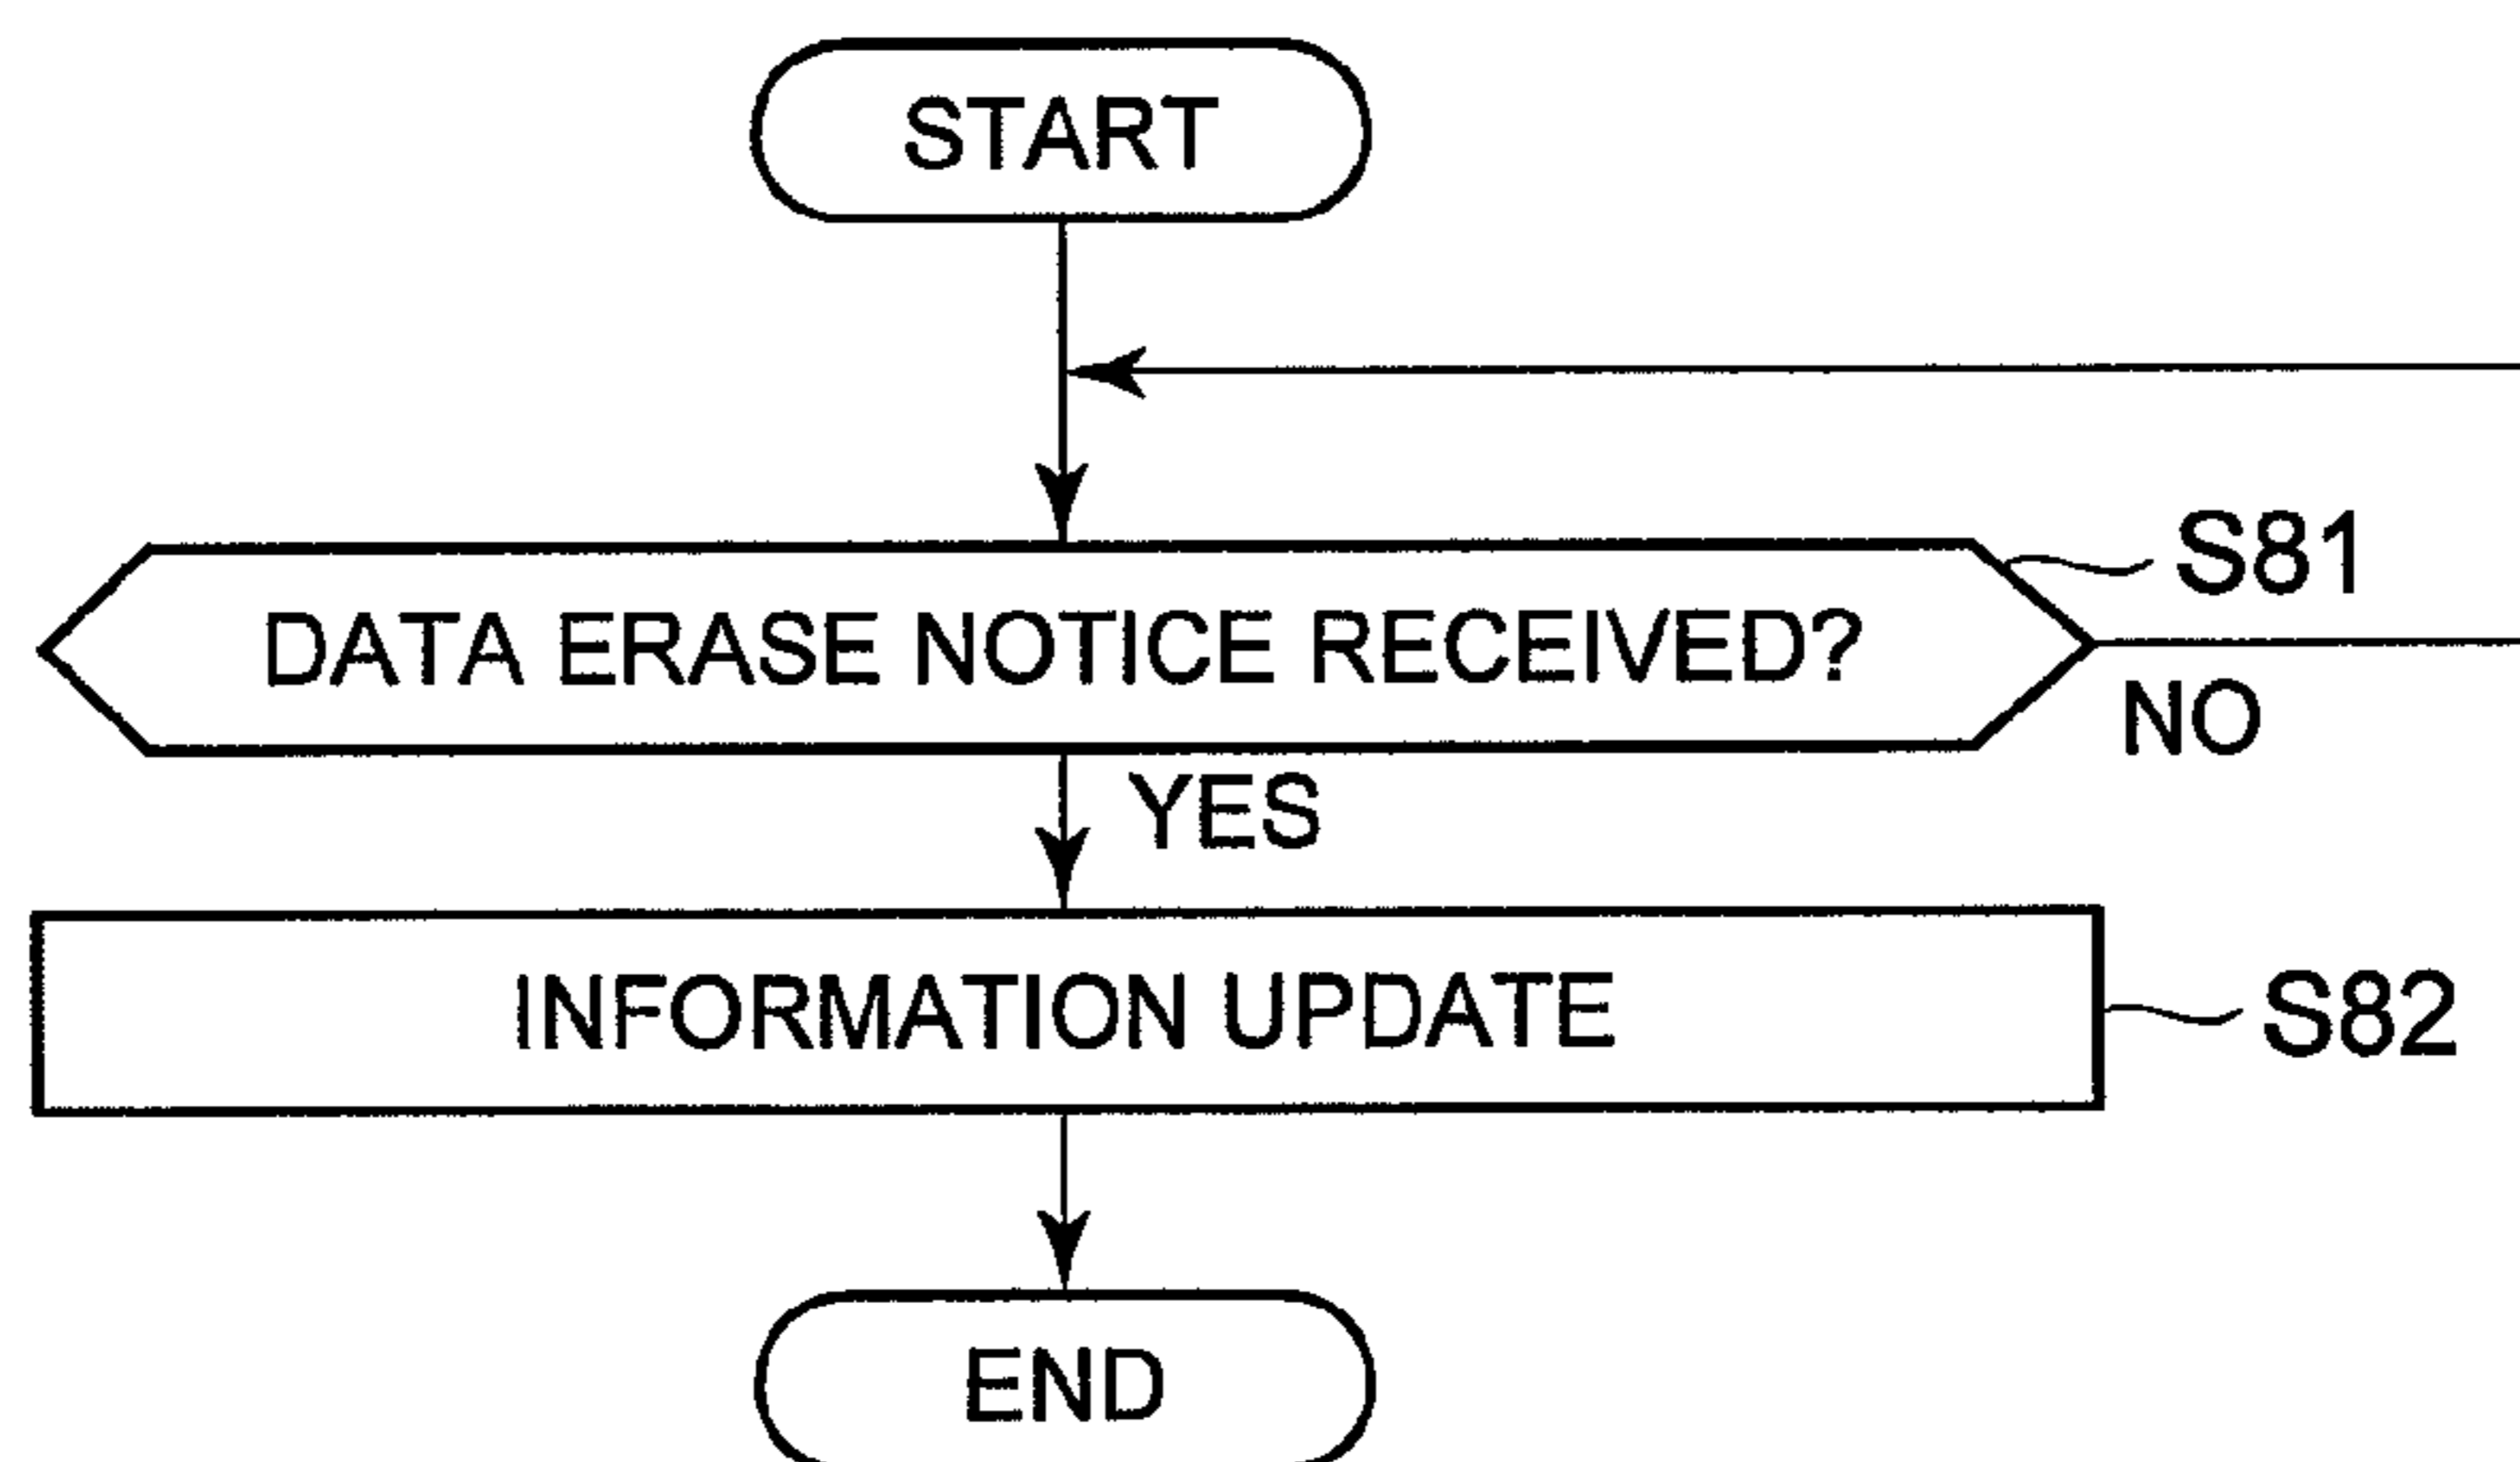 START
S81
DATA ERASE NOTICE RECEIVED?
NO
YES
INFORMATION UPDATE
S82
END